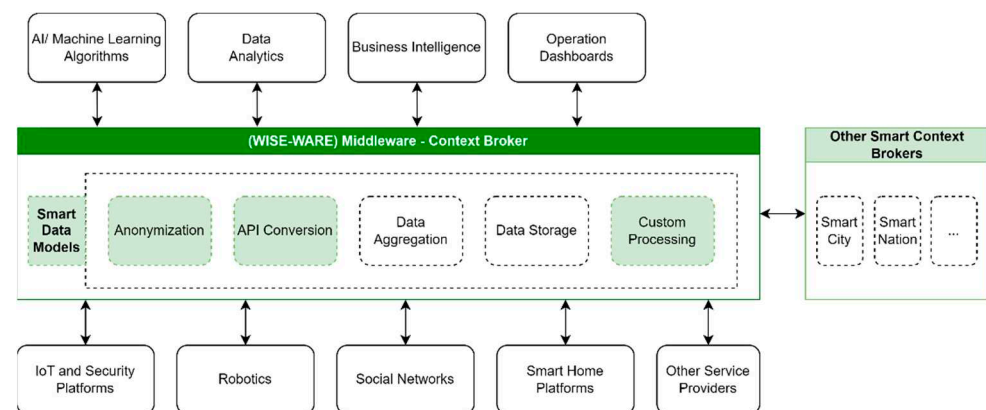 AI/ Machine Learning
Algorithms
Data
Analytics
Business Intelligence
Operation
Dashboards
(WISE-WARE) Middleware - Context Broker
Other Smart Context
Brokers
Smart
Data
Models
Anonymization
API Conversion
Data
Aggregation
Data Storage
Custom
Processing
Smart
City
Smart
Nation
...
IoT and Security
Platforms
Robotics
Social Networks
Smart Home
Platforms
Other Service
Providers